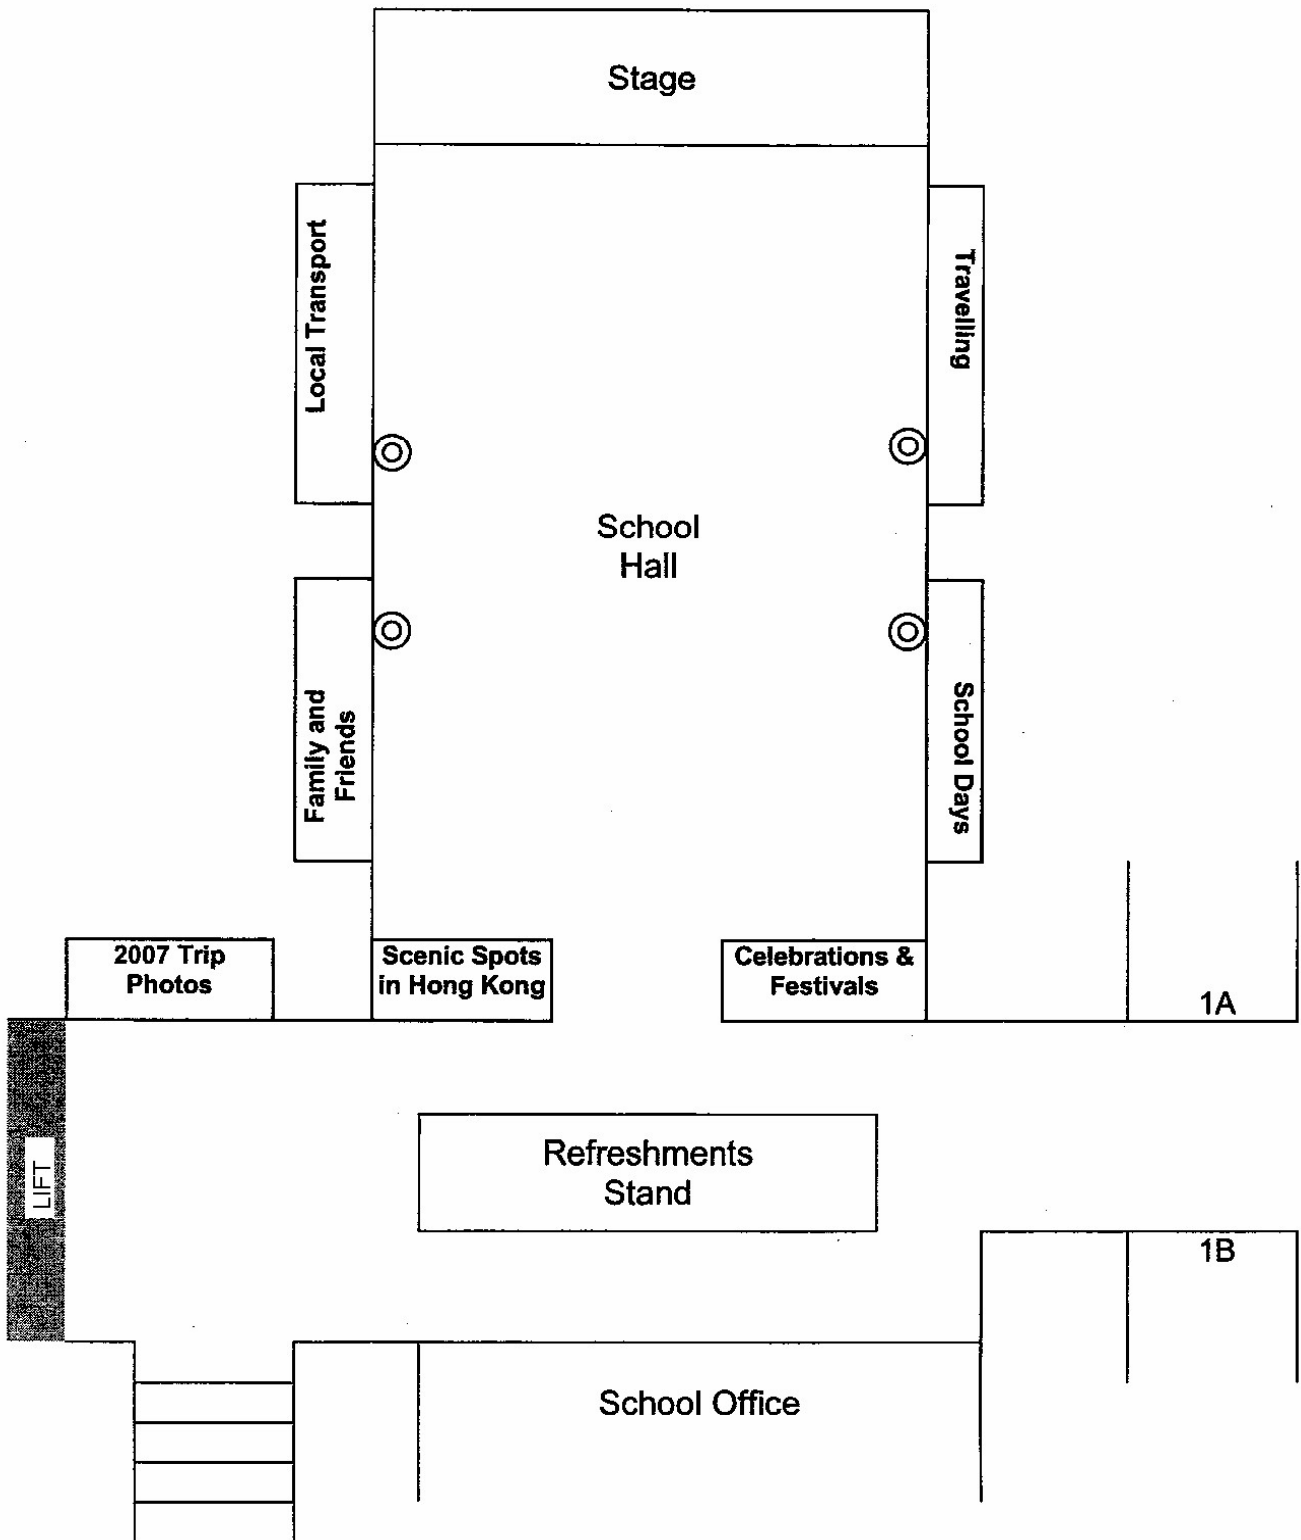 Stage
Local Transport
Travelling
School
Hall
Family and
Friends
School Days
2007 Trip
Photos
Scenic Spots
in Hong Kong
Celebrations &
Festivals
1A
Refreshments
Stand
LIFT
1B
School Office